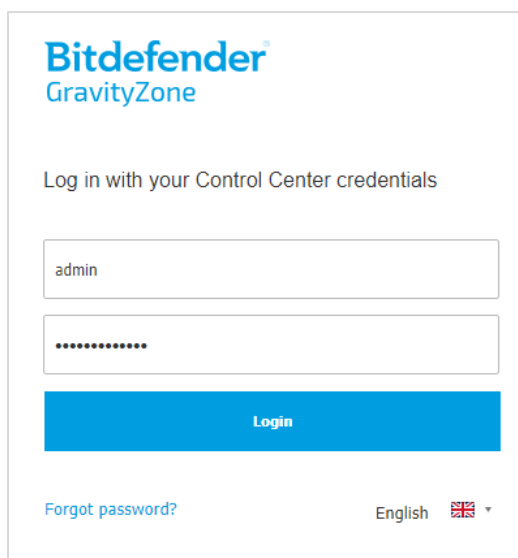 Bitdefender
GravityZone
Log in with your Control Center credentials
admin
•••••••••••••
Login
Forgot password?
English